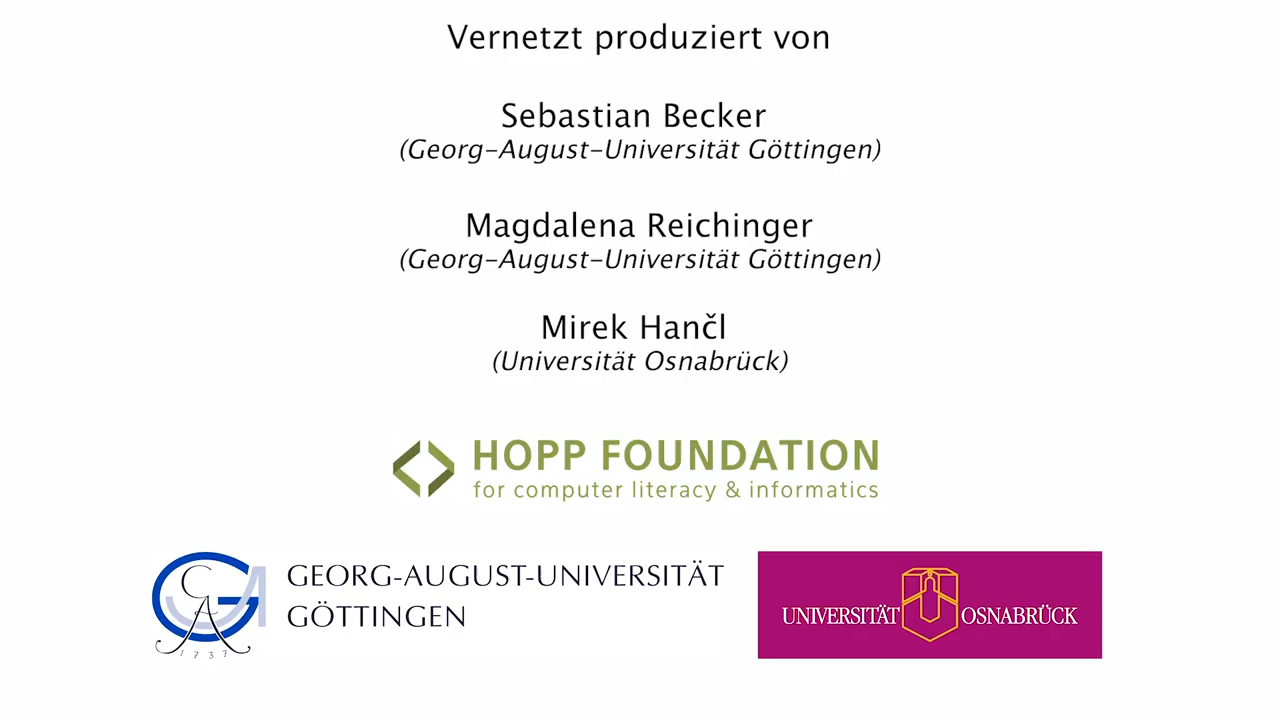 Vernetzt produziert von
Sebastian Becker
(Georg-August-Universität Göttingen)
Magdalena Reichinger
(Georg-August-Universität Göttingen)
Mirek Hančl
(Universität Osnabrück)
HOPP FOUNDATION
for computer literacy & informatics
GEORG-AUGUST-UNIVERSITÄT
GÖTTINGEN
1737
UNIVERSITÄT OSNABRÜCK